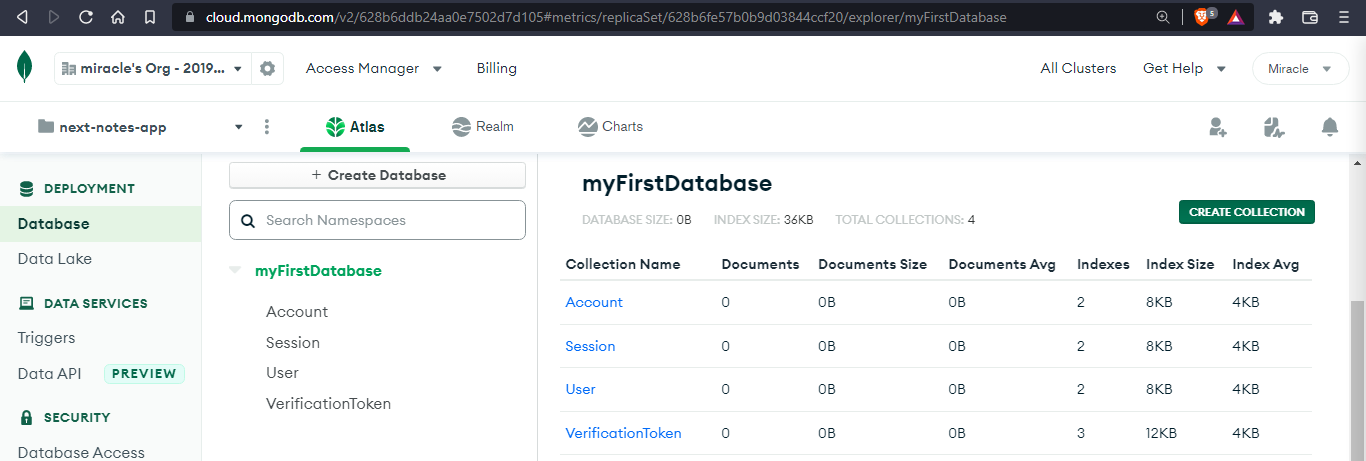 cloud.mongodb.com/v2/628b6ddb24aa0e7502d7d105#metrics/replicaSet/628b6fe57b0b9d03844ccf20/explorer/myFirstDatabase
5
miracle's Org - 2019...
Access Manager
Billing
All Clusters
Get Help
Miracle
next-notes-app
Atlas
Realm
Charts
DEPLOYMENT
Database
Data Lake
DATA SERVICES
Triggers
Data API PREVIEW
SECURITY
Database Access
+ Create Database
Search Namespaces
myFirstDatabase
Account
Session
User
VerificationToken
myFirstDatabase
DATABASE SIZE: 0B INDEX SIZE: 36KB TOTAL COLLECTIONS: 4
CREATE COLLECTION
Collection Name Documents Documents Size Documents Avg Indexes Index Size Index Avg
Account 0 0B 0B 2 8KB 4KB
Session 0 0B 0B 2 8KB 4KB
User 0 0B 0B 2 8KB 4KB
VerificationToken 0 0B 0B 3 12KB 4KB